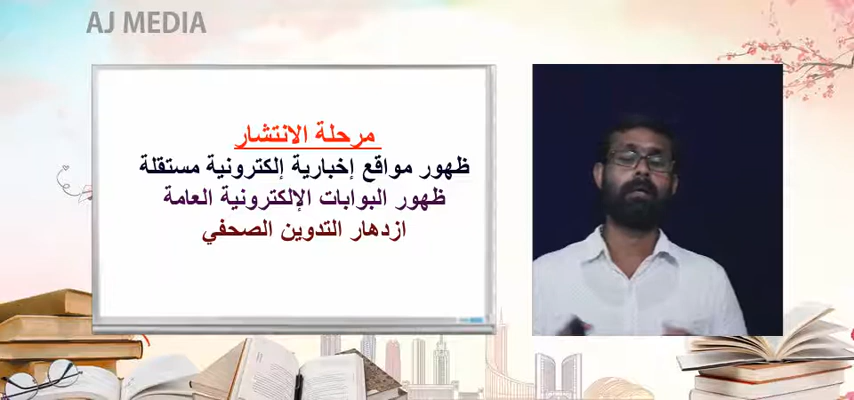 AJ MEDIA
مرحلة الانتشار
ظهور مواقع إخبارية إلكترونية مستقلة
ظهور البوابات الإلكترونية العامة
ازدهار التدوين الصحفي